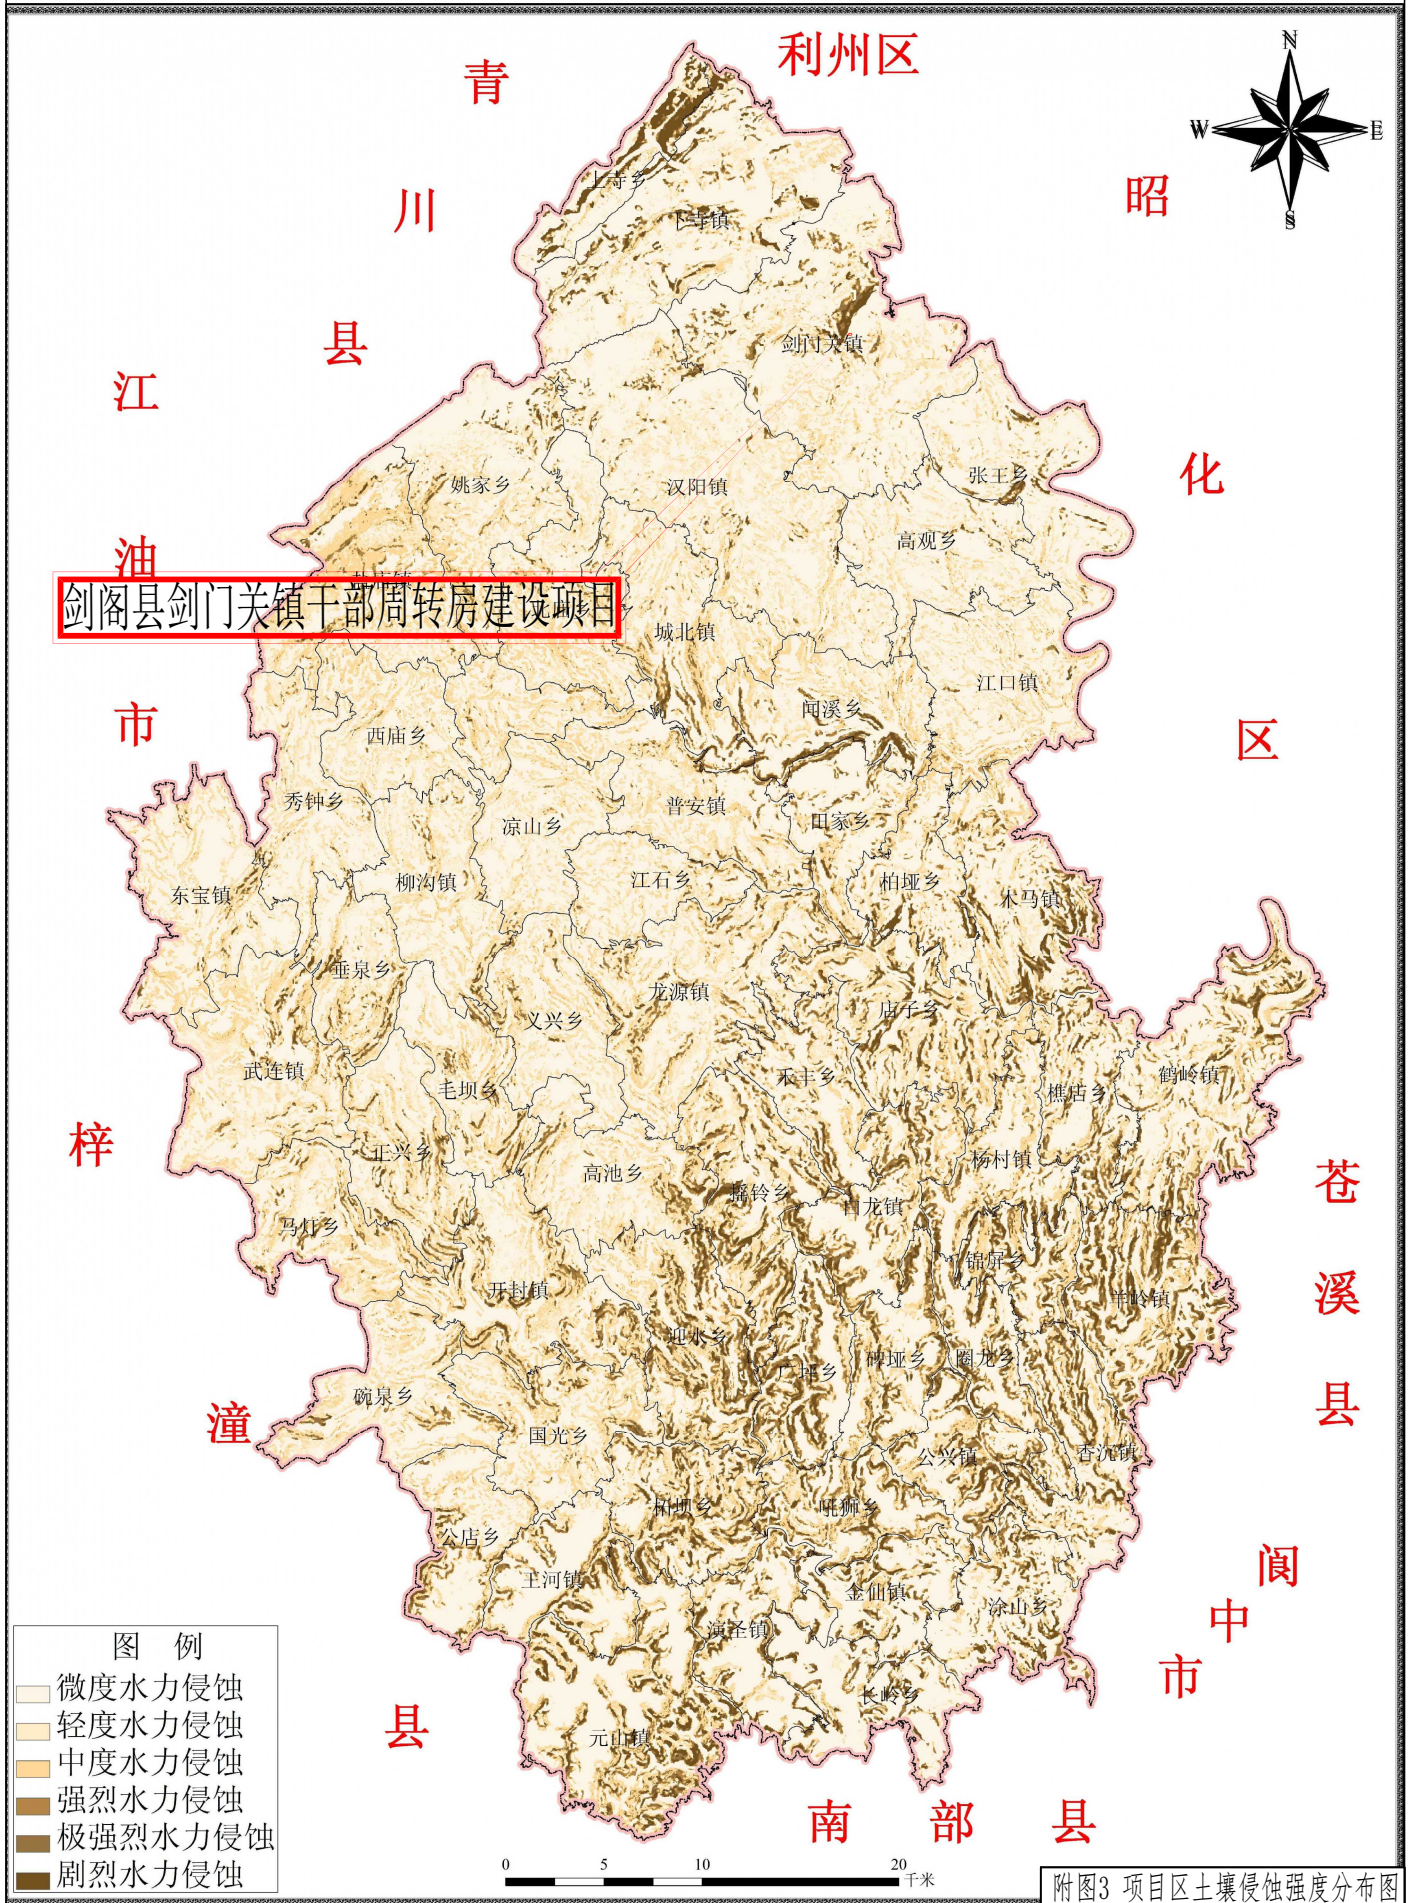 利州区
青
川
县
江
油
市
昭
化
区
梓
潼
县
苍
溪
县
阆
中
市
南部县
N
W
E
S
上寺乡
下寺镇
剑门关镇
张王乡
姚家乡
汉阳镇
高观乡
剑阁县剑门关镇干部周转房建设项目
城北镇
江口镇
闻溪乡
西庙乡
秀钟乡
普安镇
田家乡
凉山乡
东宝镇
柳沟镇
江石乡
柏垭乡
木马镇
垂泉乡
龙源镇
店子乡
义兴乡
武连镇
毛坝乡
禾丰乡
樵店乡
鹤岭镇
正兴乡
高池乡
杨村镇
摇铃乡
白龙镇
马灯乡
锦屏乡
开封镇
羊岭镇
迎水乡
广坪乡
碑垭乡
圈龙乡
碗泉乡
国光乡
公兴镇
香沉镇
柏坝乡
吼狮乡
公店乡
王河镇
金仙镇
涂山乡
演圣镇
长岭乡
元山镇
图 例
微度水力侵蚀
轻度水力侵蚀
中度水力侵蚀
强烈水力侵蚀
极强烈水力侵蚀
剧烈水力侵蚀
0 5 10 20
千米
附图3 项目区土壤侵蚀强度分布图